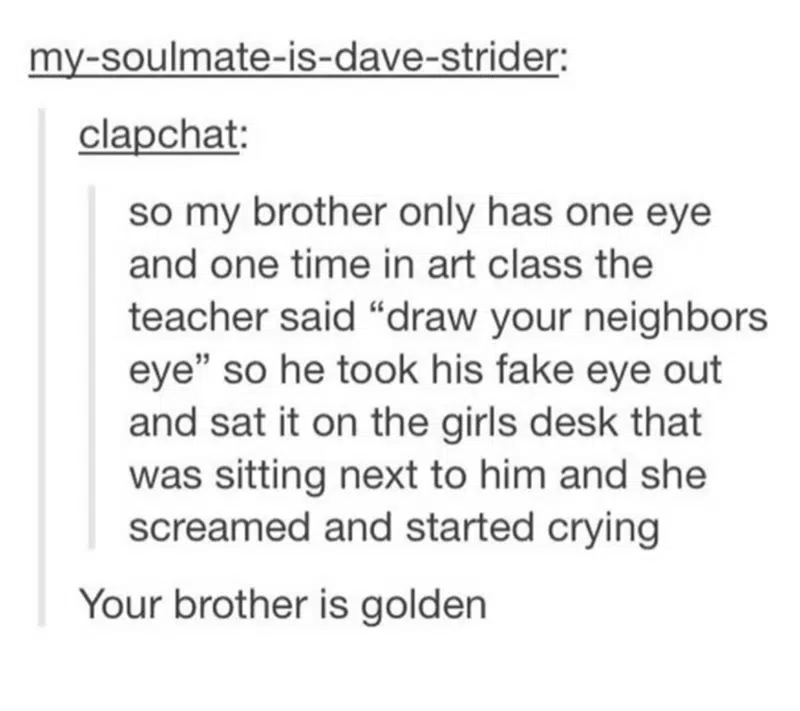 my-soulmate-is-dave-strider:
clapchat:
so my brother only has one eye
and one time in art class the
teacher said “draw your neighbors
eye” so he took his fake eye out
and sat it on the girls desk that
was sitting next to him and she
screamed and started crying
Your brother is golden